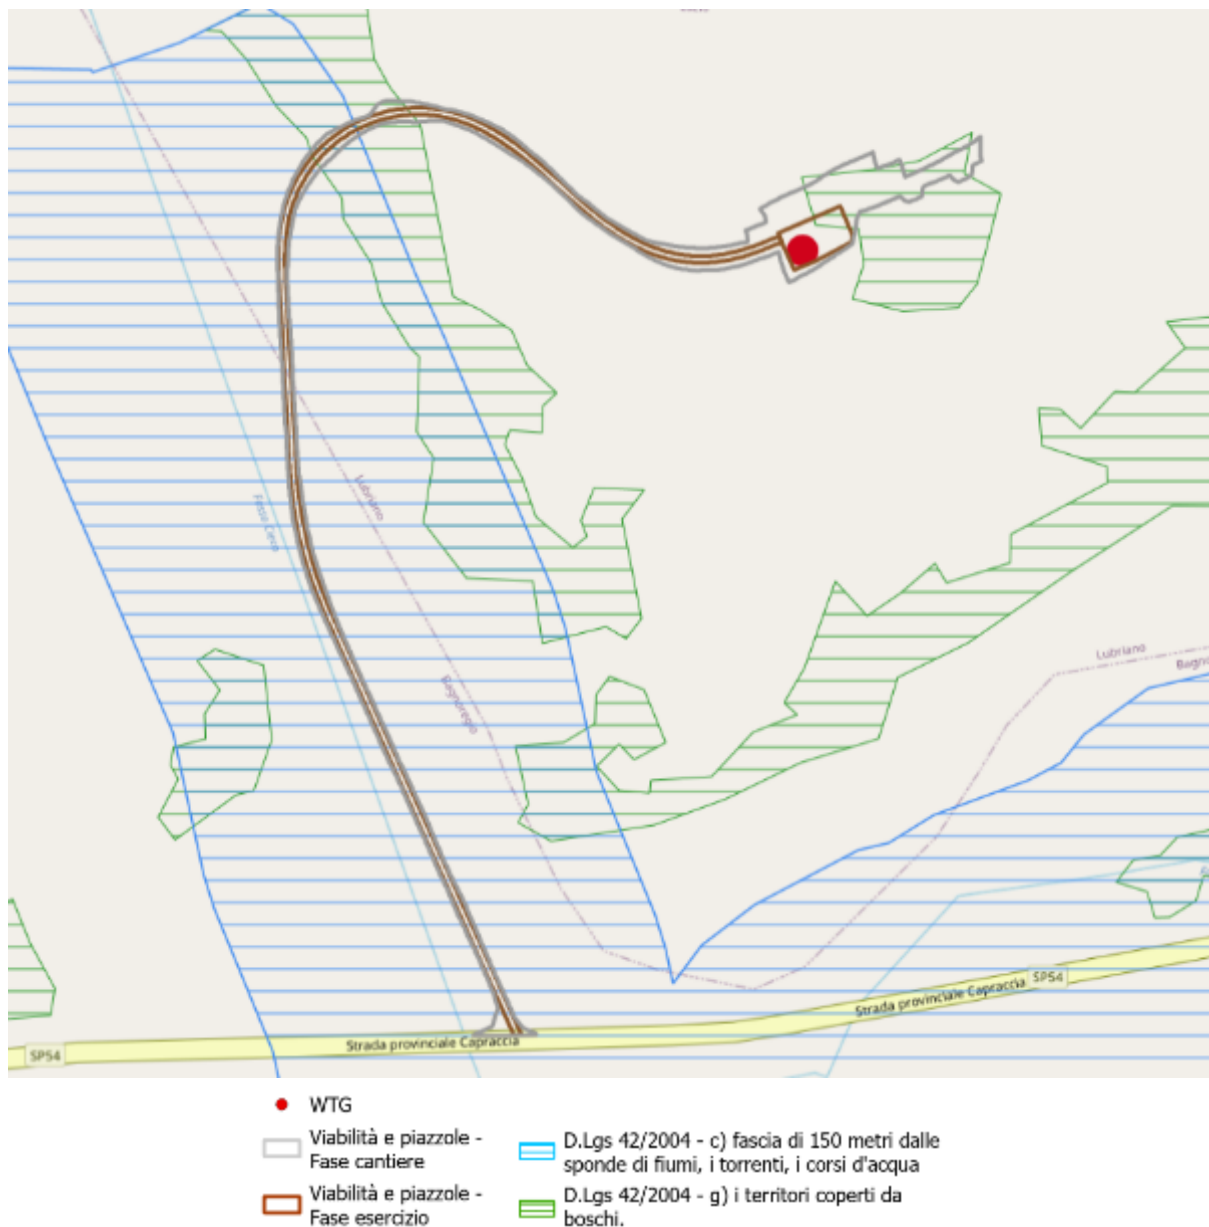 Lubriano
Fosso Cieco
Bagnoregio
Lubriano
Bagno
SP54
Strada provinciale Capraccia
Strada provinciale Capraccia
SP54
WTG
Viabilità e piazzole -
Fase cantiere
D.Lgs 42/2004 - c) fascia di 150 metri dalle
sponde di fiumi, i torrenti, i corsi d'acqua
Viabilità e piazzole -
Fase esercizio
D.Lgs 42/2004 - g) i territori coperti da
boschi.